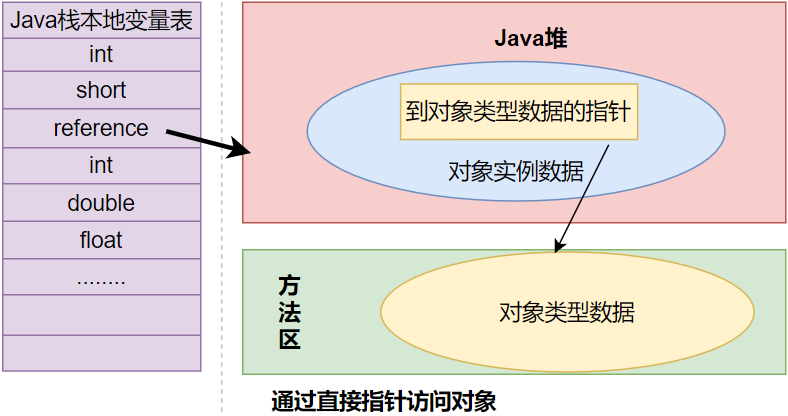 Java栈本地变量表
int
short
reference
int
double
float
........
Java堆
到对象类型数据的指针
对象实例数据
方
法
区
对象类型数据
通过直接指针访问对象